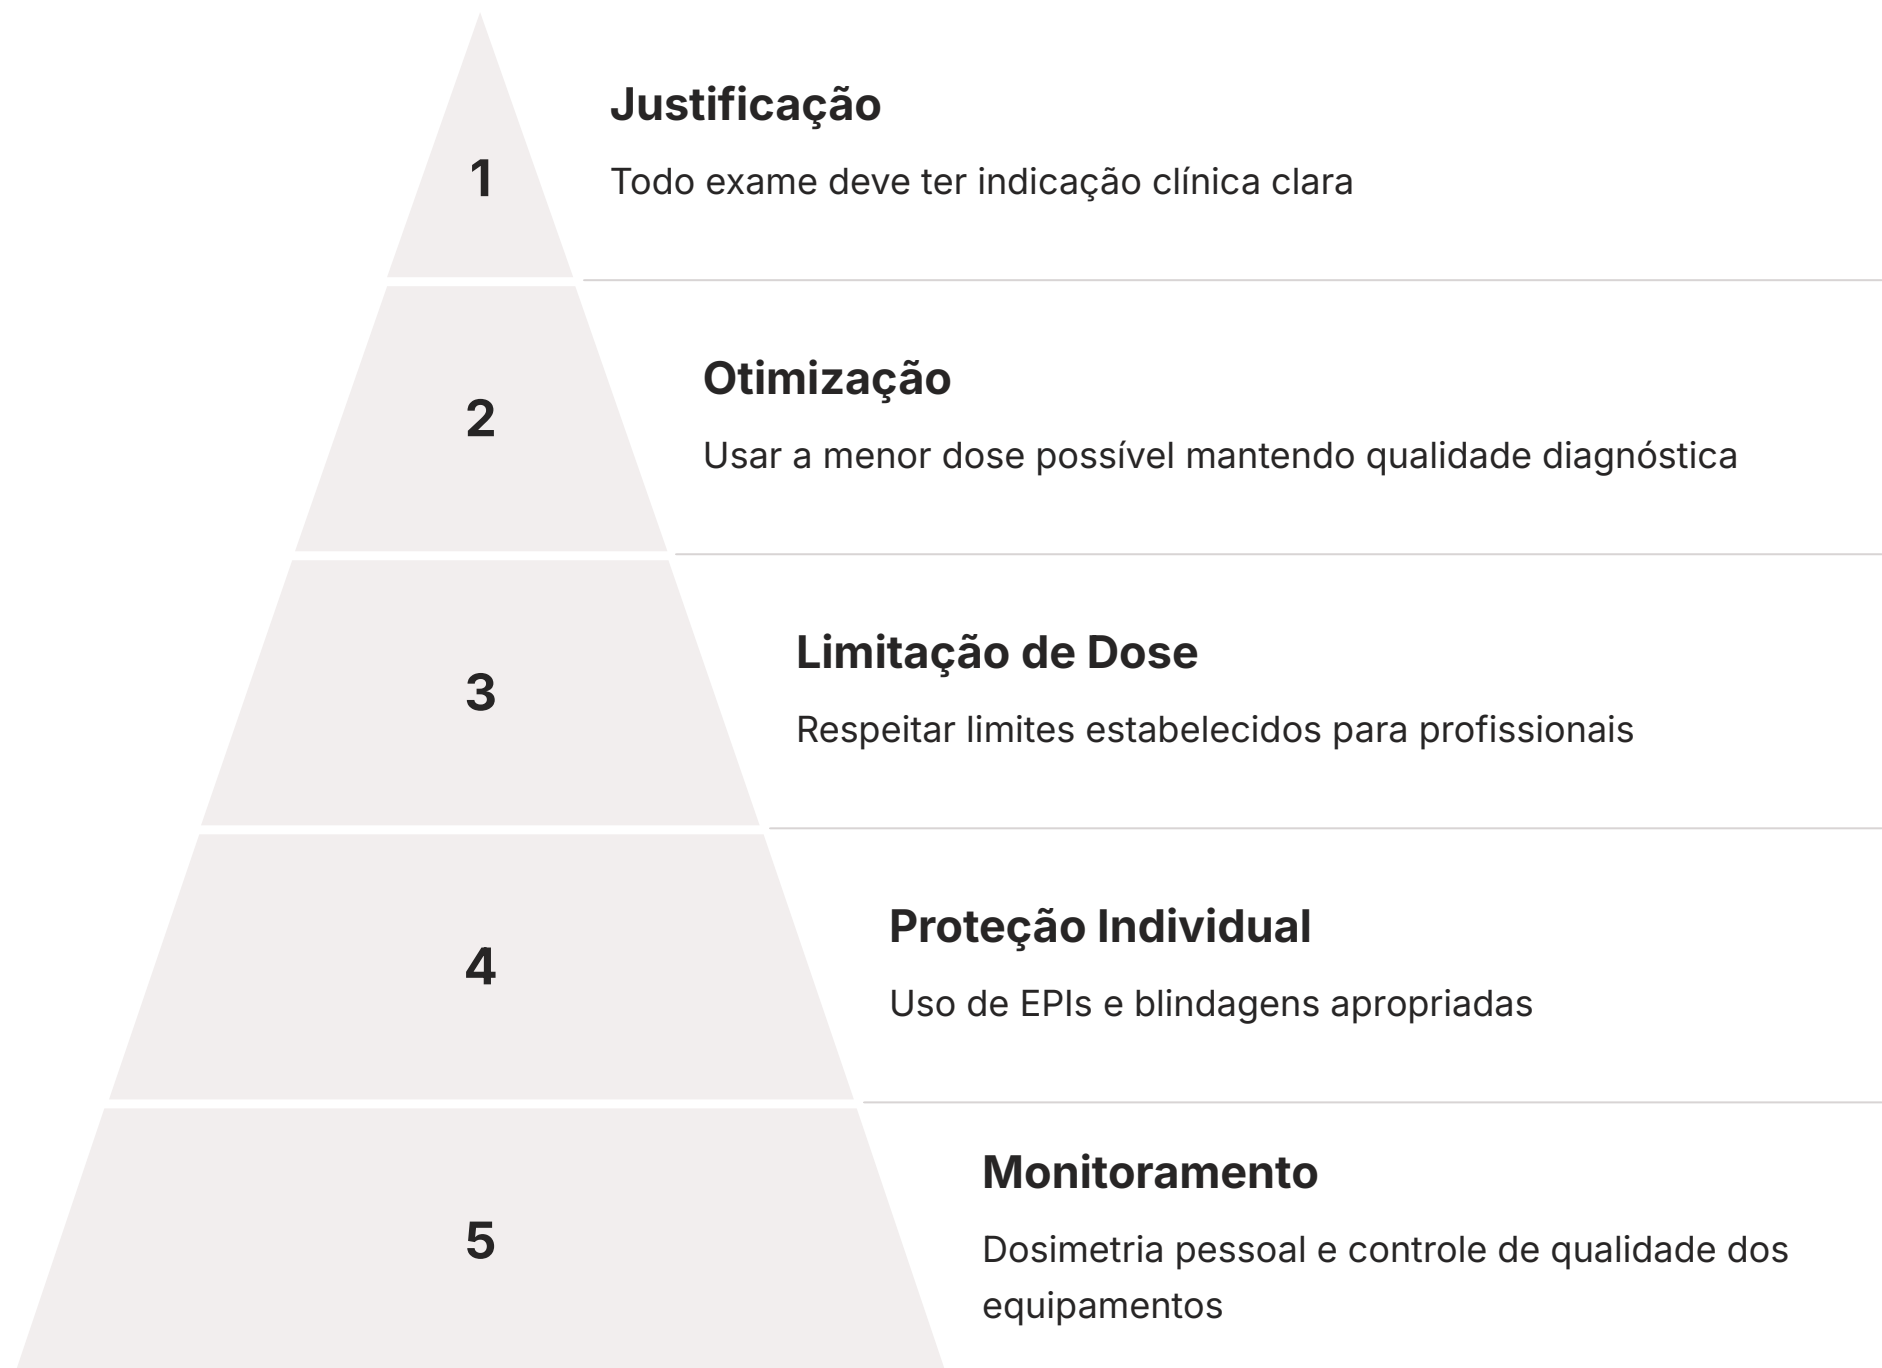 1
Justificação
Todo exame deve ter indicação clínica clara
2
Otimização
Usar a menor dose possível mantendo qualidade diagnóstica
3
Limitação de Dose
Respeitar limites estabelecidos para profissionais
4
Proteção Individual
Uso de EPIs e blindagens apropriadas
5
Monitoramento
Dosimetria pessoal e controle de qualidade dos
equipamentos